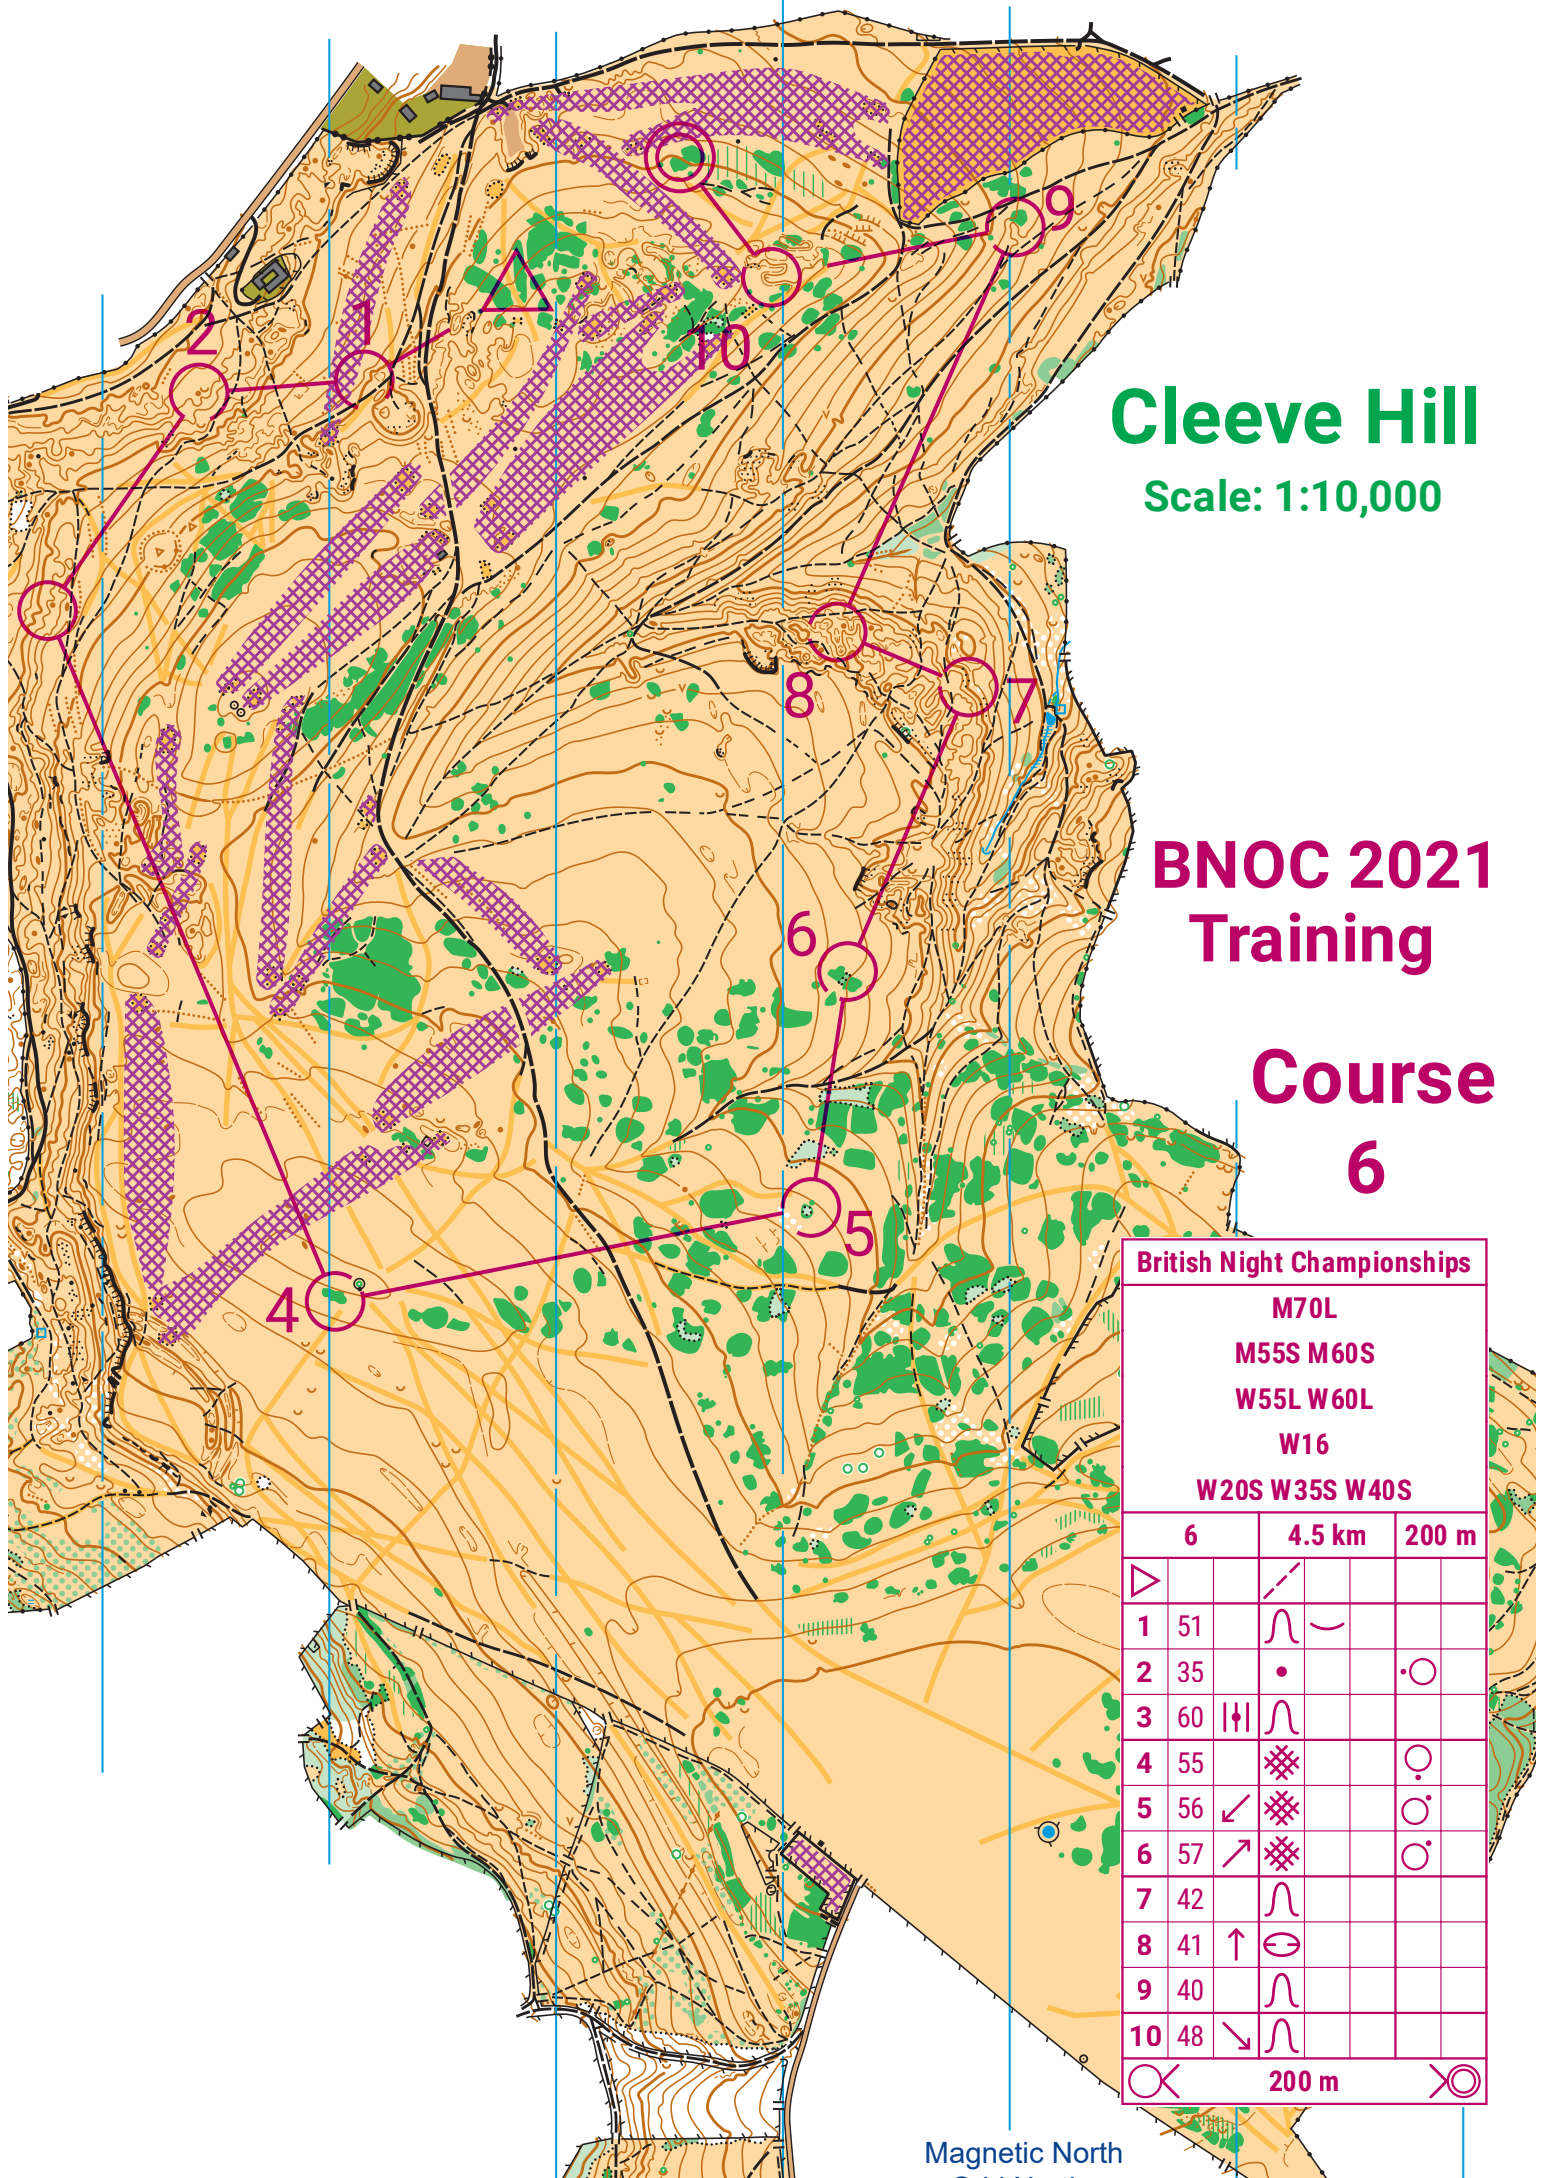 9
2
1
10
Cleeve Hill
Scale: 1:10,000
8
7
BNOC 2021
Training
6
Course
6
5
4
British Night Championships
M70L
M55S M60S
W55L W60L
W16
W20S W35S W40S
6 4.5 km 200 m
1 51
2 35
3 60
4 55
5 56
6 57
7 42
8 41
9 40
10 48
200 m
Magnetic North